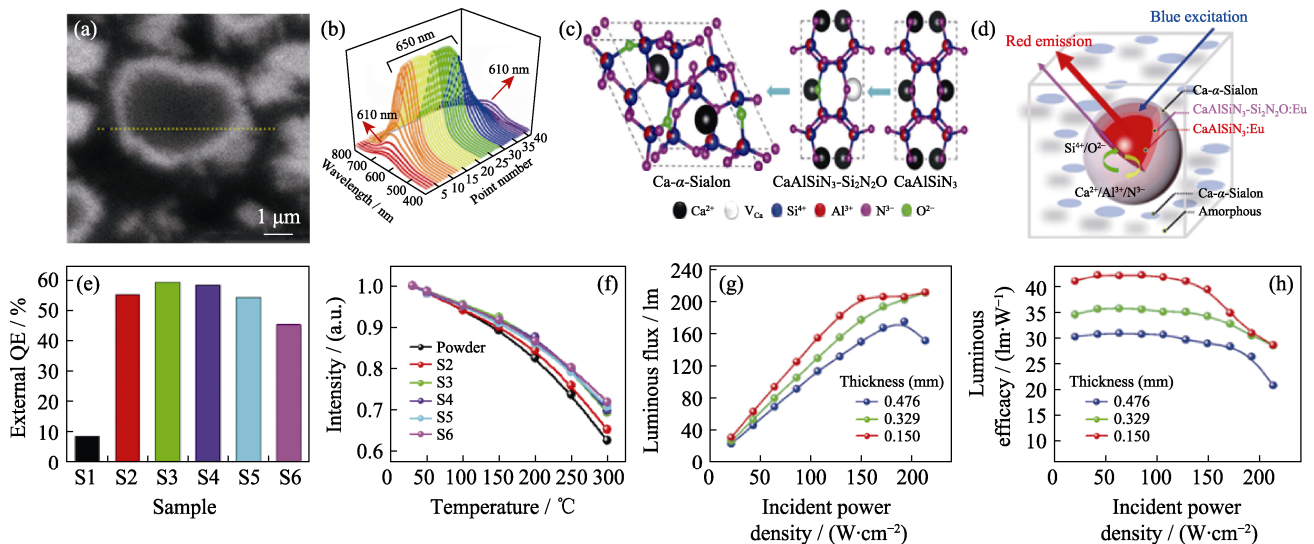 (a)
1 μm
(b)
650 nm
610 nm
610 nm
800
700
600
500
400
Wavelength / nm
5
10
15
20
25
30
35
40
Point number
(c)
Ca-α-Sialon
CaAlSiN₃-Si₂N₂O
CaAlSiN₃
Ca²⁺
V_Ca
Si⁴⁺
Al³⁺
N³⁻
O²⁻
(d)
Blue excitation
Red emission
Ca-α-Sialon
CaAlSiN₃-Si₂N₂O:Eu
CaAlSiN₃:Eu
Si⁴⁺/O²⁻
Ca²⁺/Al³⁺/N³⁻
Ca-α-Sialon
Amorphous
(e)
External QE / %
70
60
50
40
30
20
10
0
S1 S2 S3 S4 S5 S6
Sample
(f)
Intensity / (a.u.)
1.0
0.9
0.8
0.7
0.6
Powder
S2
S3
S4
S5
S6
50 100 150 200 250 300
Temperature / ℃
(g)
Luminous flux / lm
240
200
160
120
80
40
0
Thickness (mm)
0.476
0.329
0.150
0 50 100 150 200
Incident power
density / (W·cm⁻²)
(h)
Luminous
efficacy / (lm·W⁻¹)
40
35
30
25
20
15
10
Thickness (mm)
0.476
0.329
0.150
0 50 100 150 200
Incident power
density / (W·cm⁻²)